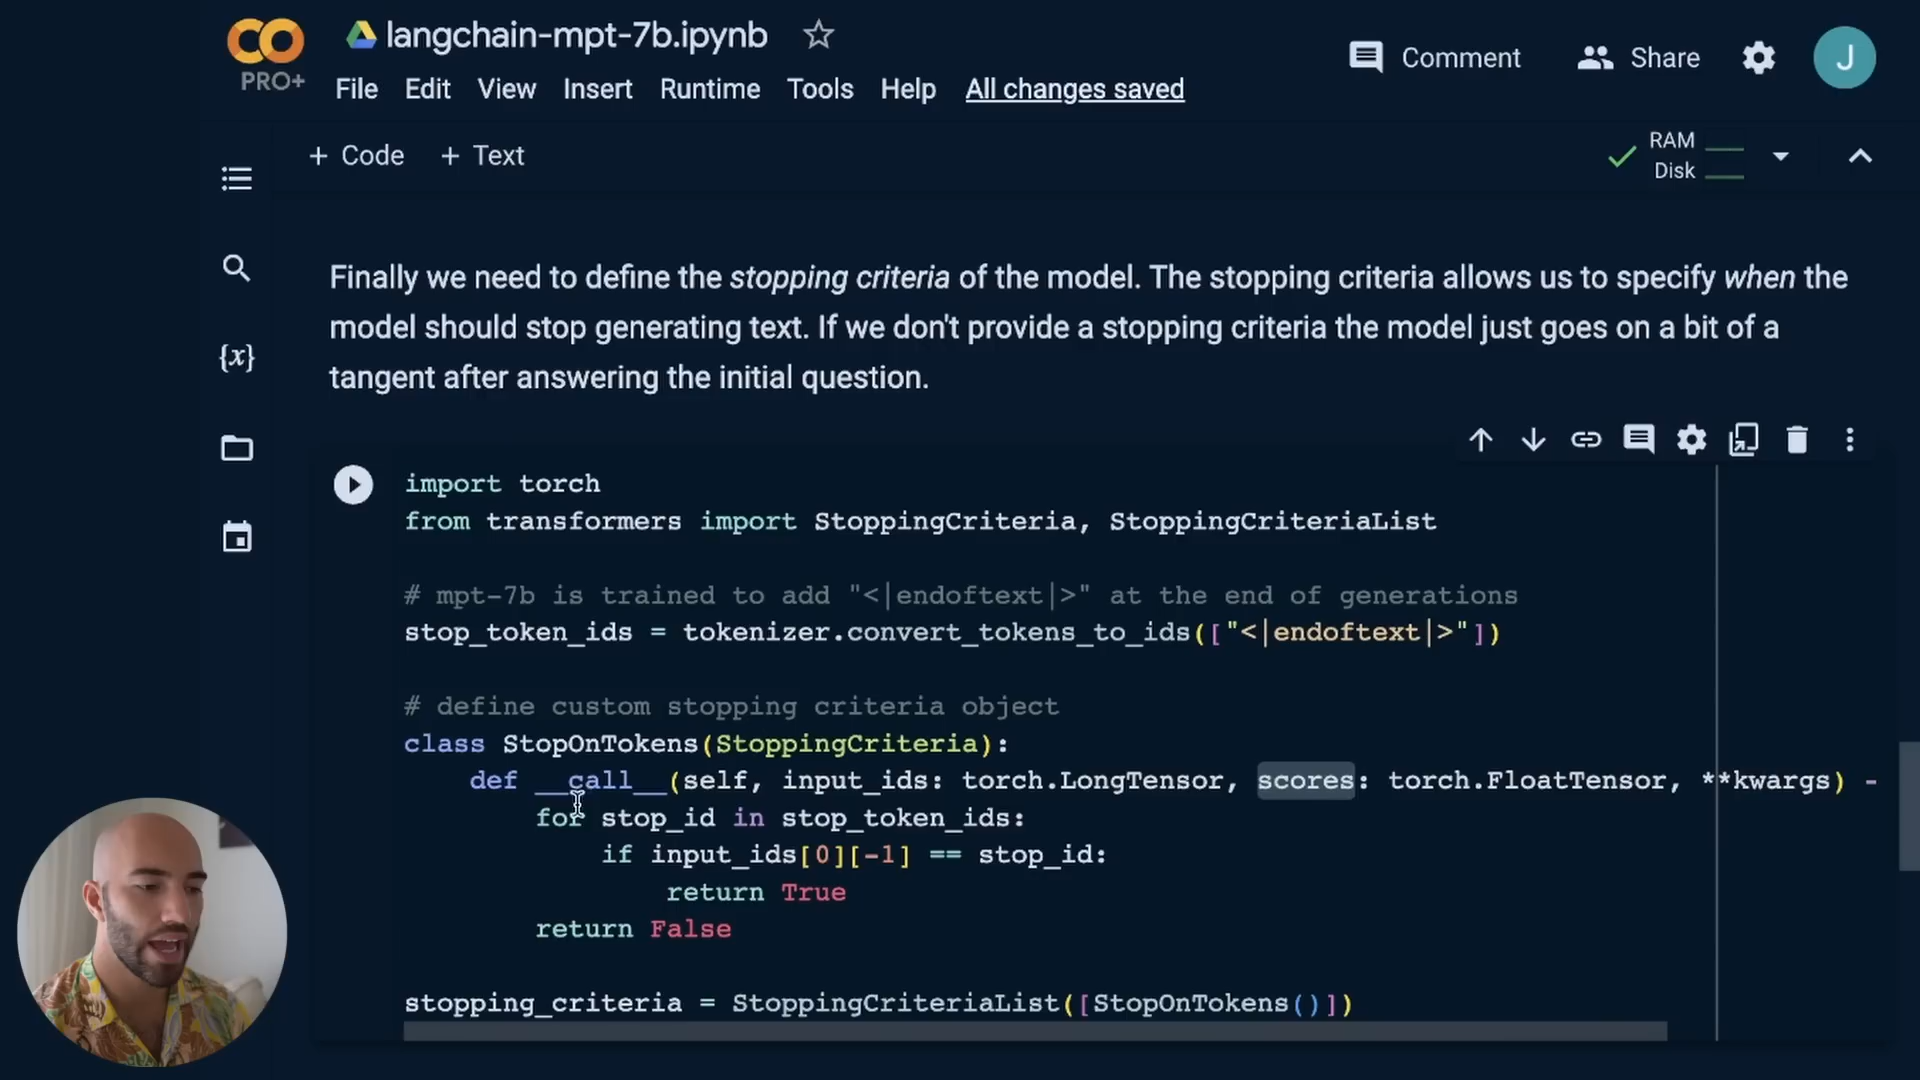 langchain-mpt-7b.ipynb
PRO+
File Edit View Insert Runtime Tools Help All changes saved
Comment Share J
+ Code + Text
RAM
Disk
Finally we need to define the stopping criteria of the model. The stopping criteria allows us to specify when the
model should stop generating text. If we don't provide a stopping criteria the model just goes on a bit of a
tangent after answering the initial question.
{x}
import torch
from transformers import StoppingCriteria, StoppingCriteriaList
# mpt-7b is trained to add "<|endoftext|>" at the end of generations
stop_token_ids = tokenizer.convert_tokens_to_ids(["<|endoftext|>"])
# define custom stopping criteria object
class StopOnTokens(StoppingCriteria):
def __call__(self, input_ids: torch.LongTensor, scores: torch.FloatTensor, **kwargs) -
for stop_id in stop_token_ids:
if input_ids[0][-1] == stop_id:
return True
return False
stopping_criteria = StoppingCriteriaList([StopOnTokens()])